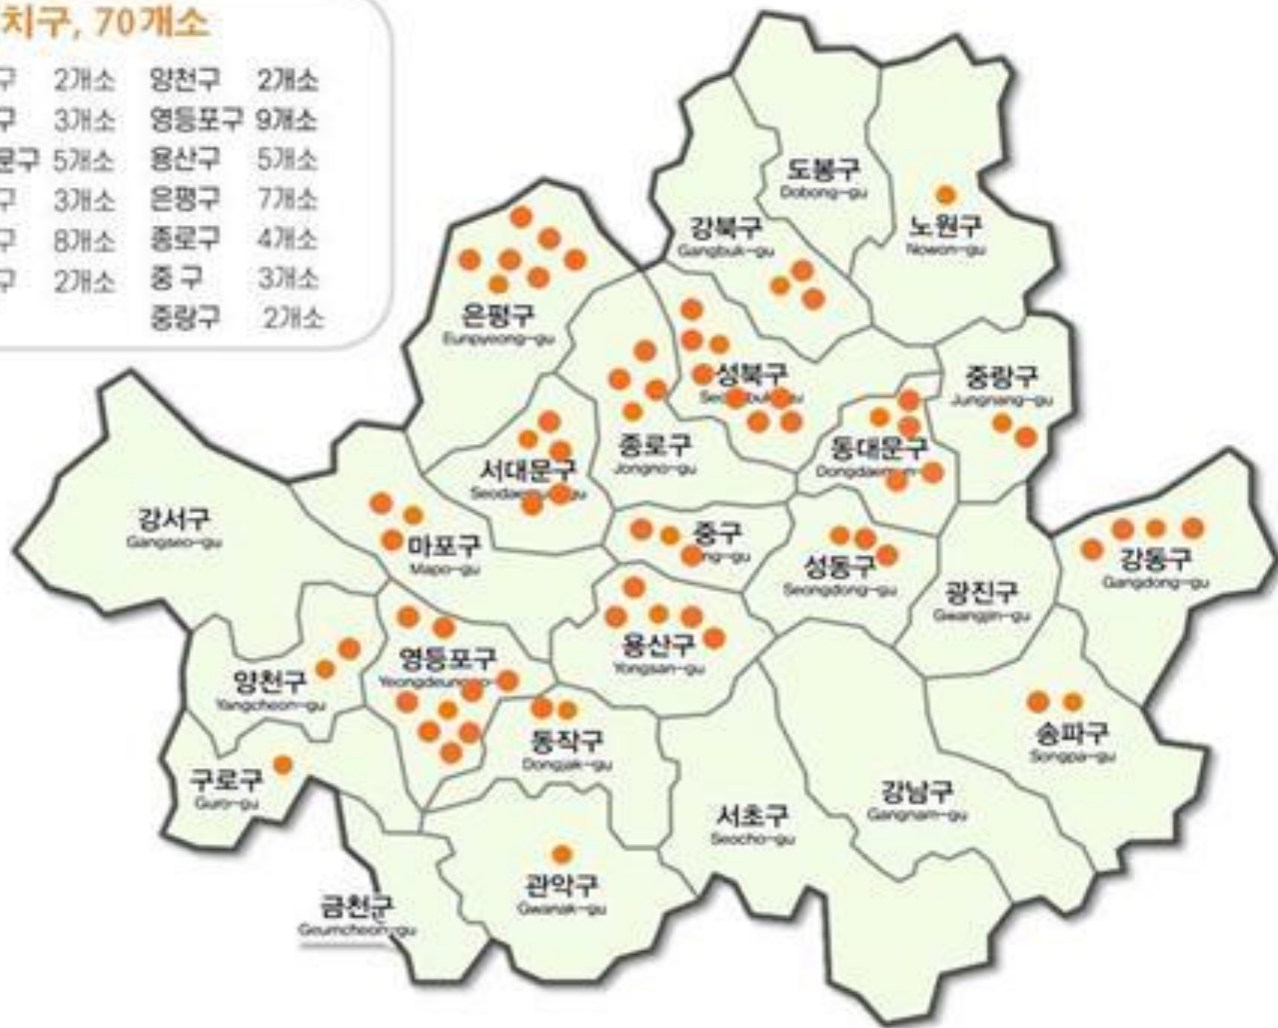 치구, 70개소
구 2개소 양천구 2개소
구 3개소 영등포구 9개소
문구 5개소 용산구 5개소
구 3개소 은평구 7개소
구 8개소 종로구 4개소
구 2개소 중구 3개소
중랑구 2개소
도봉구
Dobong-gu
노원구
Nowon-gu
강북구
Gangbuk-gu
은평구
Eunpyeong-gu
성북구
중랑구
Jungnang-gu
종로구
Jongno-gu
동대문구
서대문구
강서구
Gangseo-gu
마포구
Mapo-gu
중구
성동구
Seongdong-gu
광진구
Gwangjin-gu
강동구
Gangdong-gu
양천구
Yangcheon-gu
영등포구
용산구
Yongsan-gu
동작구
Dongjak-gu
송파구
Songpa-gu
구로구
Guro-gu
강남구
Gangnam-gu
서초구
Seocho-gu
관악구
Gwanak-gu
금천군
Geumcheon-gu